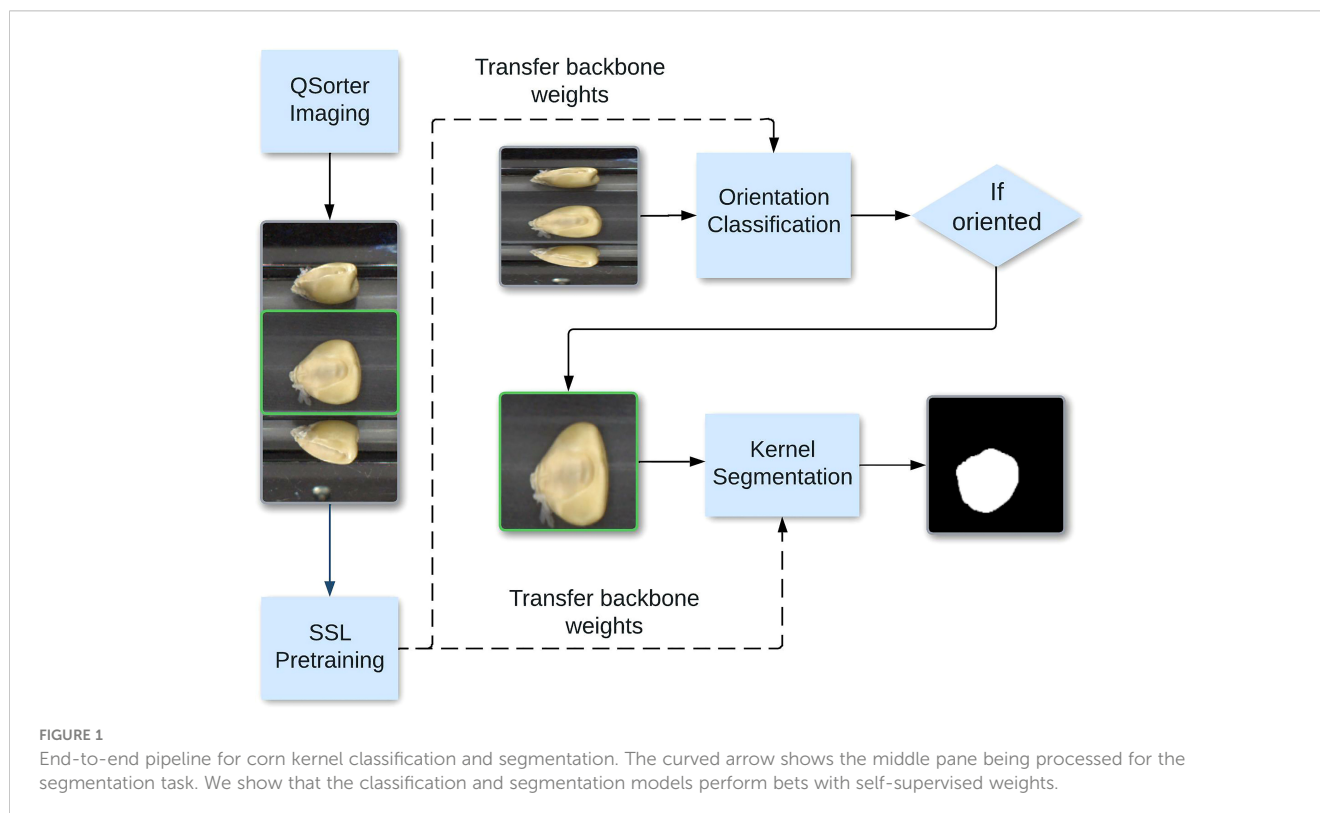 QSorter
Imaging
Transfer backbone
weights
Orientation
Classification
If
oriented
Kernel
Segmentation
Transfer backbone
weights
SSL
Pretraining
FIGURE 1
End-to-end pipeline for corn kernel classification and segmentation. The curved arrow shows the middle pane being processed for the
segmentation task. We show that the classification and segmentation models perform bets with self-supervised weights.